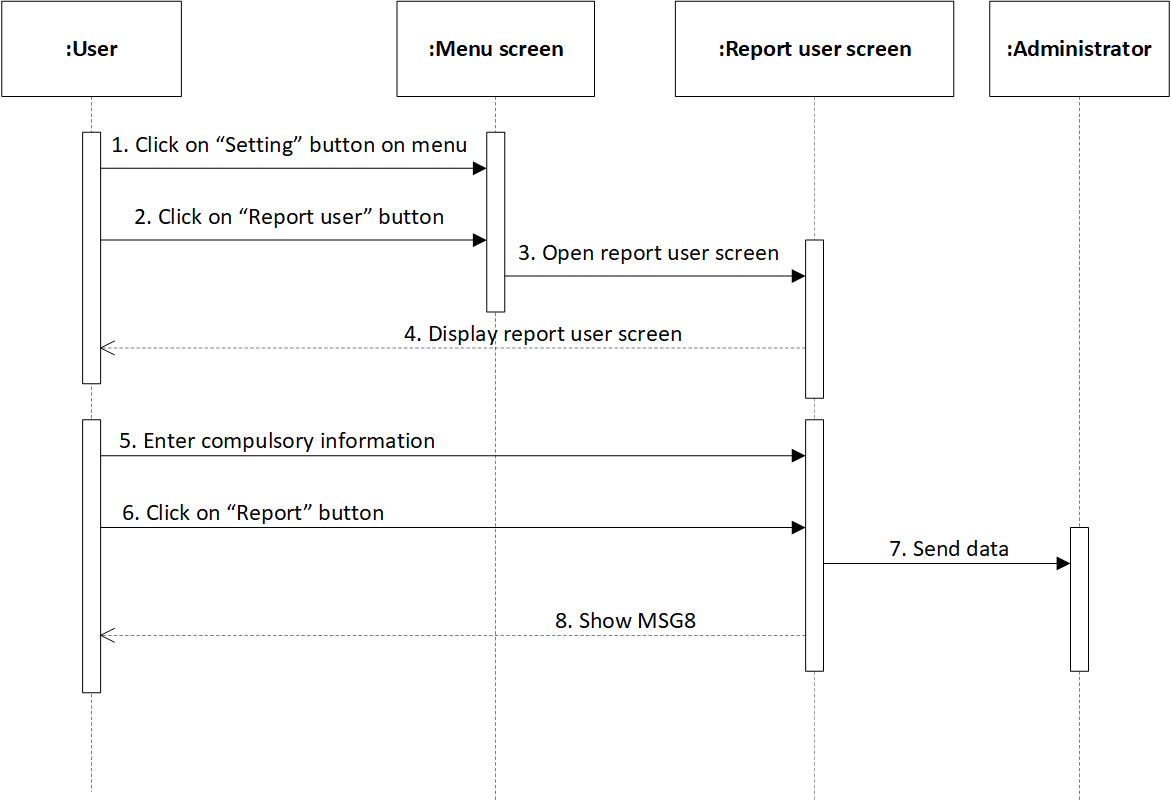 :User
:Menu screen
:Report user screen
:Administrator
1. Click on “Setting” button on menu
2. Click on “Report user” button
3. Open report user screen
4. Display report user screen
5. Enter compulsory information
6. Click on “Report” button
7. Send data
8. Show MSG8